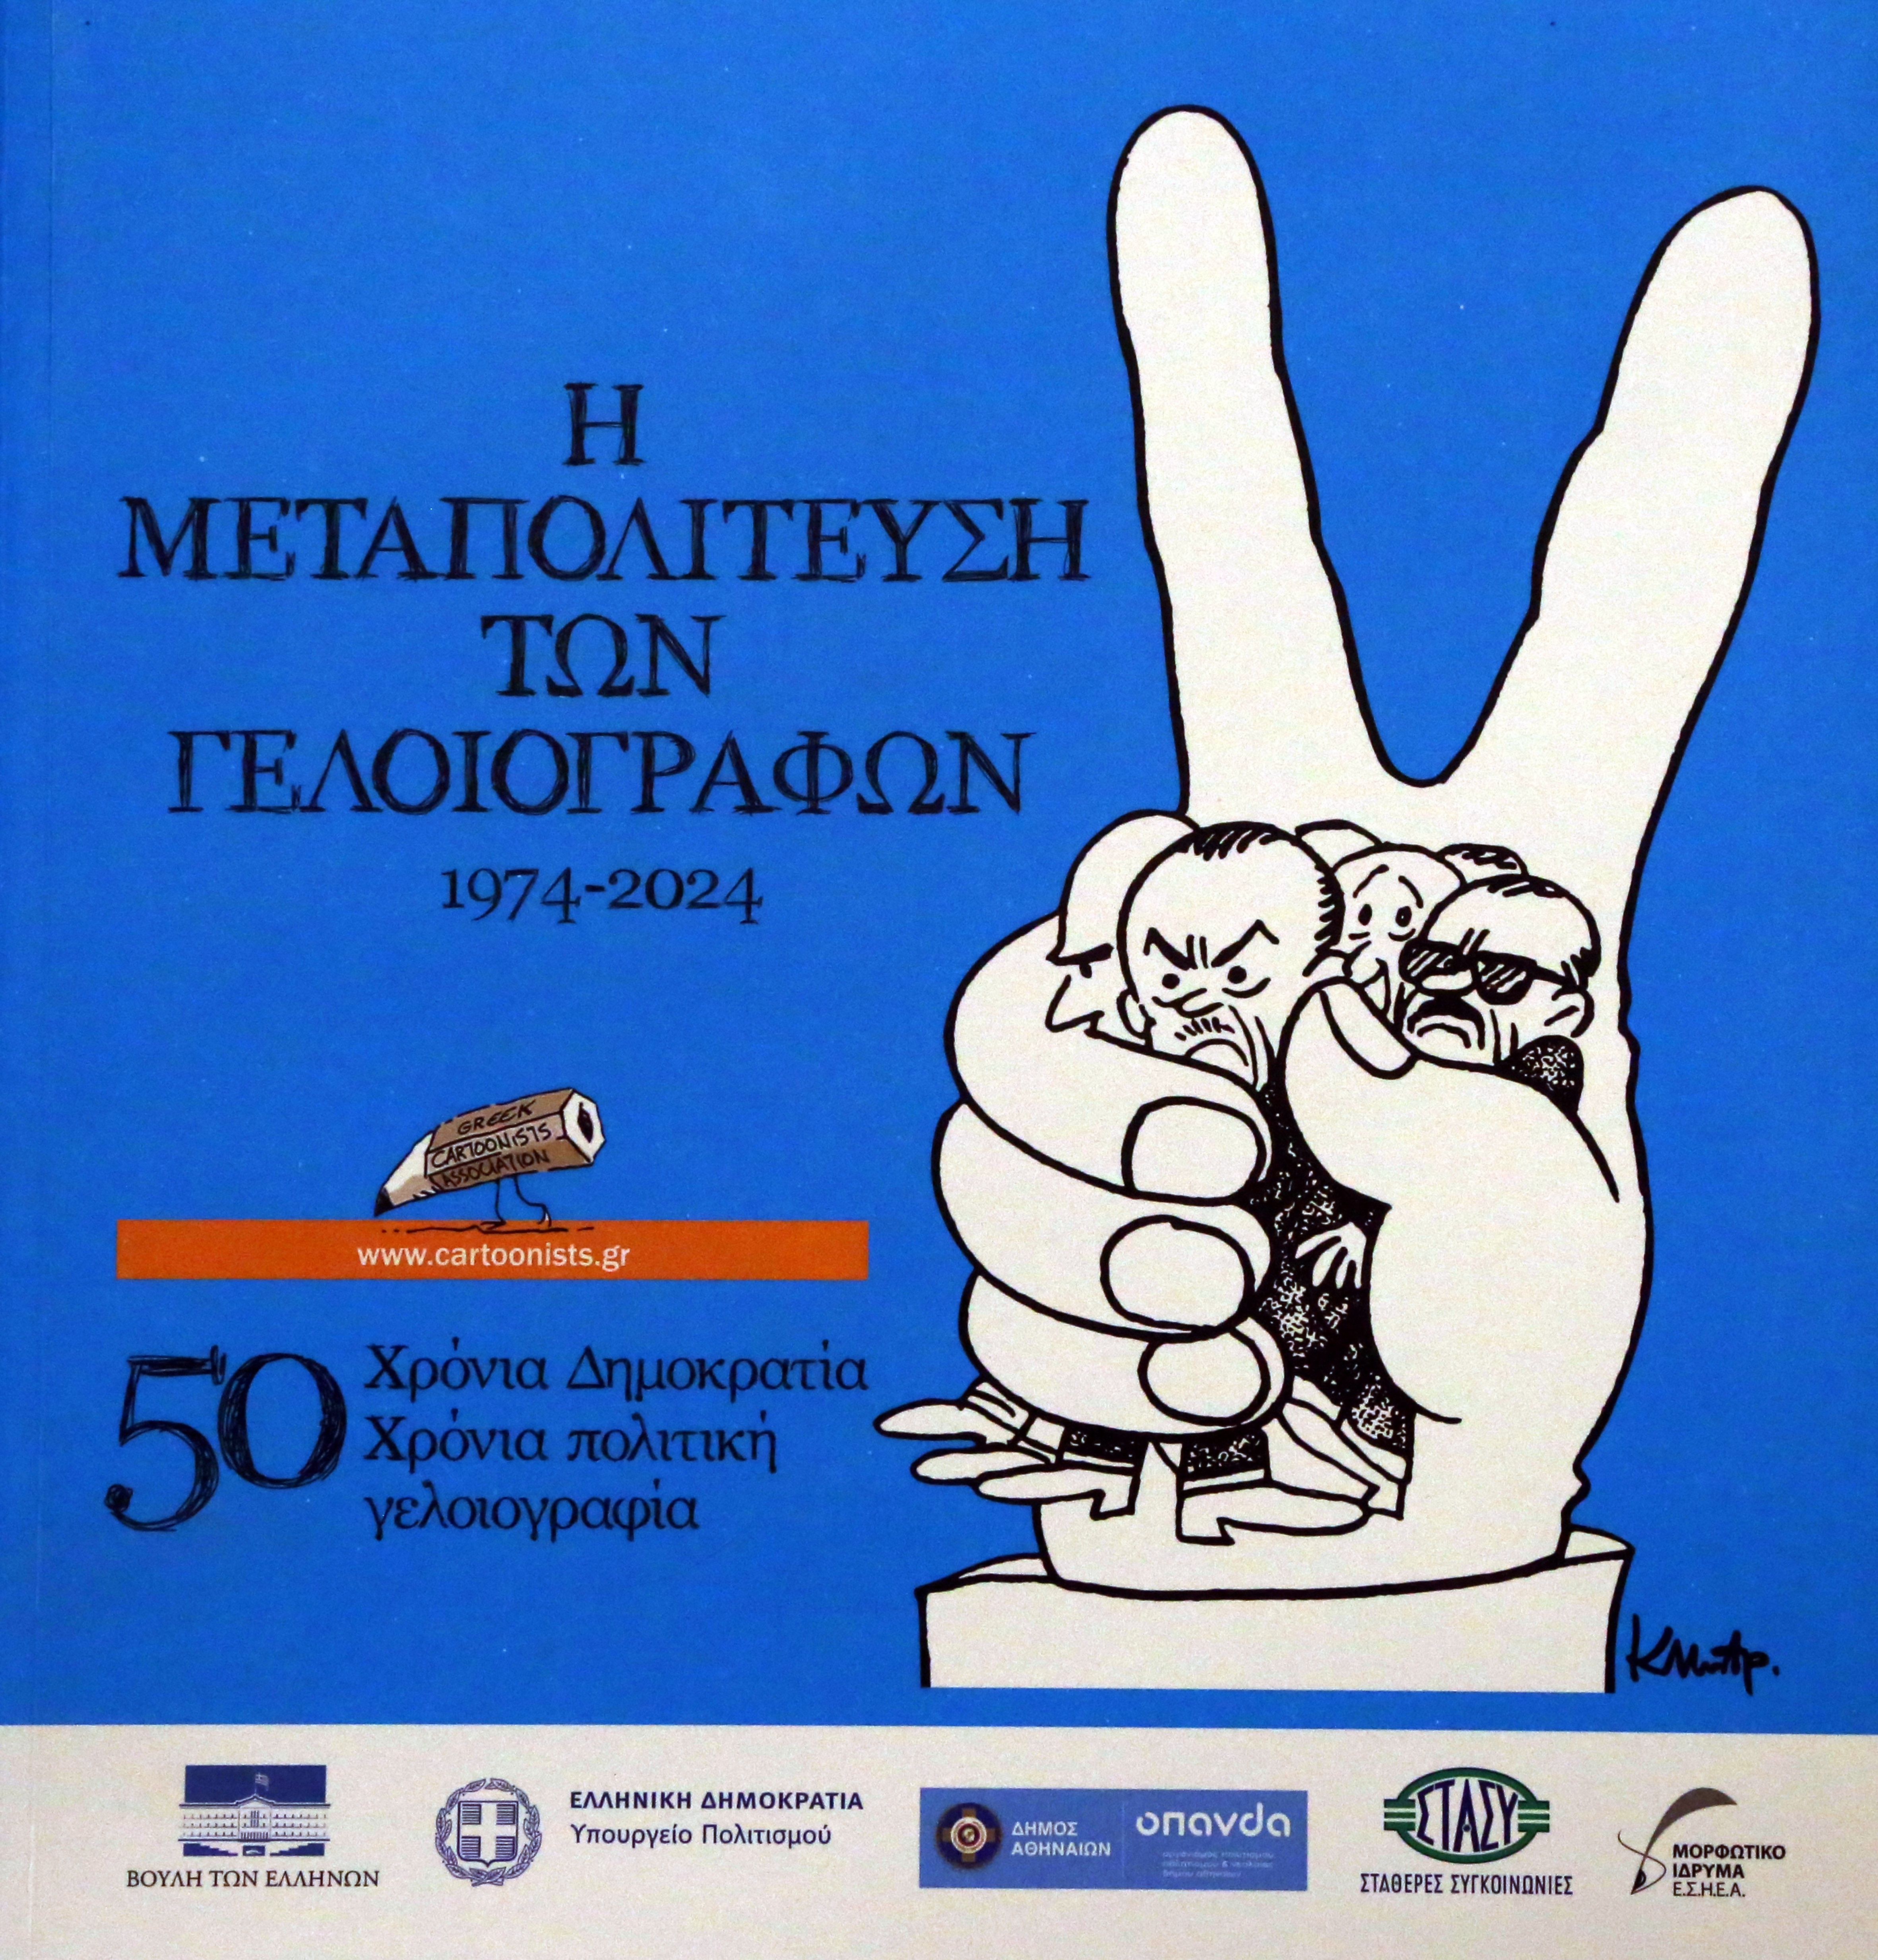 Η
ΜΕΤΑΠΟΛΙΤΕΥΣΗ
ΤΩΝ
ΓΕΛΟΙΟΓΡΑΦΩΝ
1974-2024
GREEK
CARTOONISTS
ASSOCIATION
www.cartoonists.gr
50 Χρόνια Δημοκρατία
Χρόνια πολιτική
γελοιογραφία
ΒΟΥΛΗ ΤΩΝ ΕΛΛΗΝΩΝ
ΕΛΛΗΝΙΚΗ ΔΗΜΟΚΡΑΤΙΑ
Υπουργείο Πολιτισμού
ΔΗΜΟΣ
ΑΘΗΝΑΙΩΝ
οπανδα
ΣΤΑΣΥ
ΣΤΑΘΕΡΕΣ ΣΥΓΚΟΙΝΩΝΙΕΣ
ΜΟΡΦΩΤΙΚΟ
ΙΔΡΥΜΑ
Ε.Σ.Η.Ε.Α.